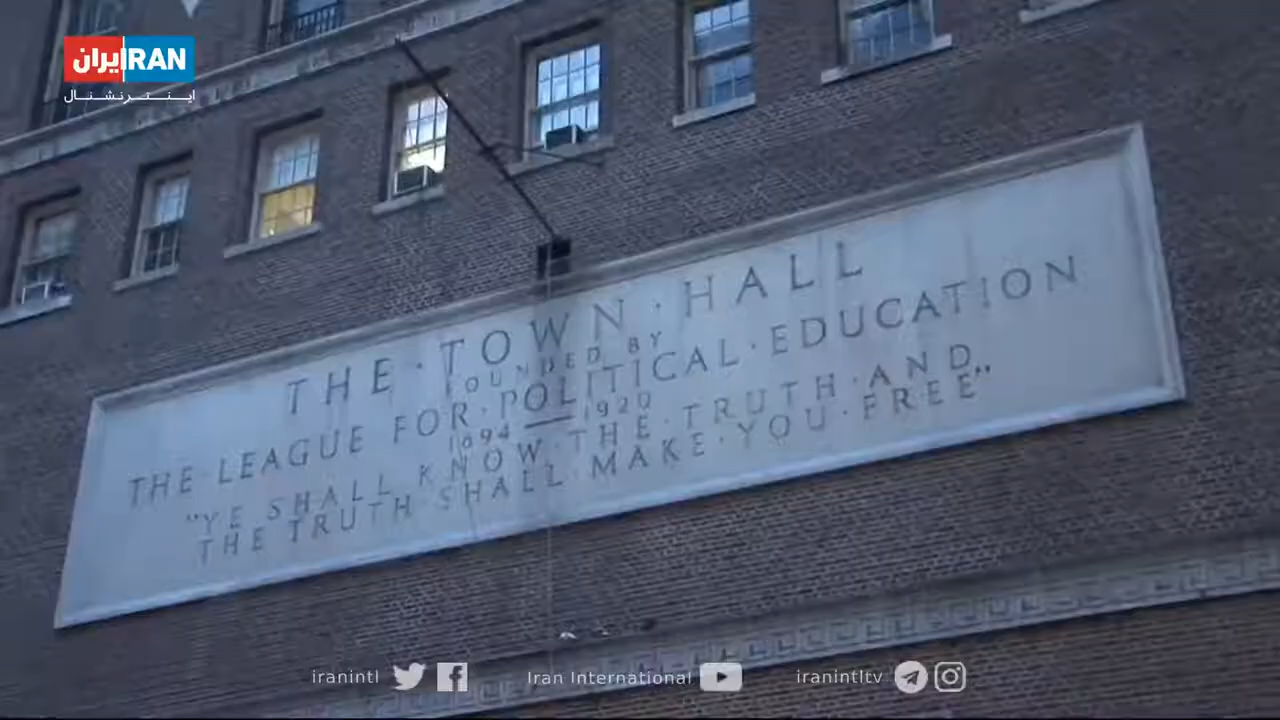 ایران IRAN
اینترنشنال
THE · TOWN · HALL
FOUNDED BY
THE · LEAGUE FOR · POLITICAL · EDUCATION
1894 — 1920
"YE SHALL KNOW · THE · TRUTH · AND
THE TRUTH SHALL · MAKE · YOU · FREE"
iranintl
Iran International
iranintltv